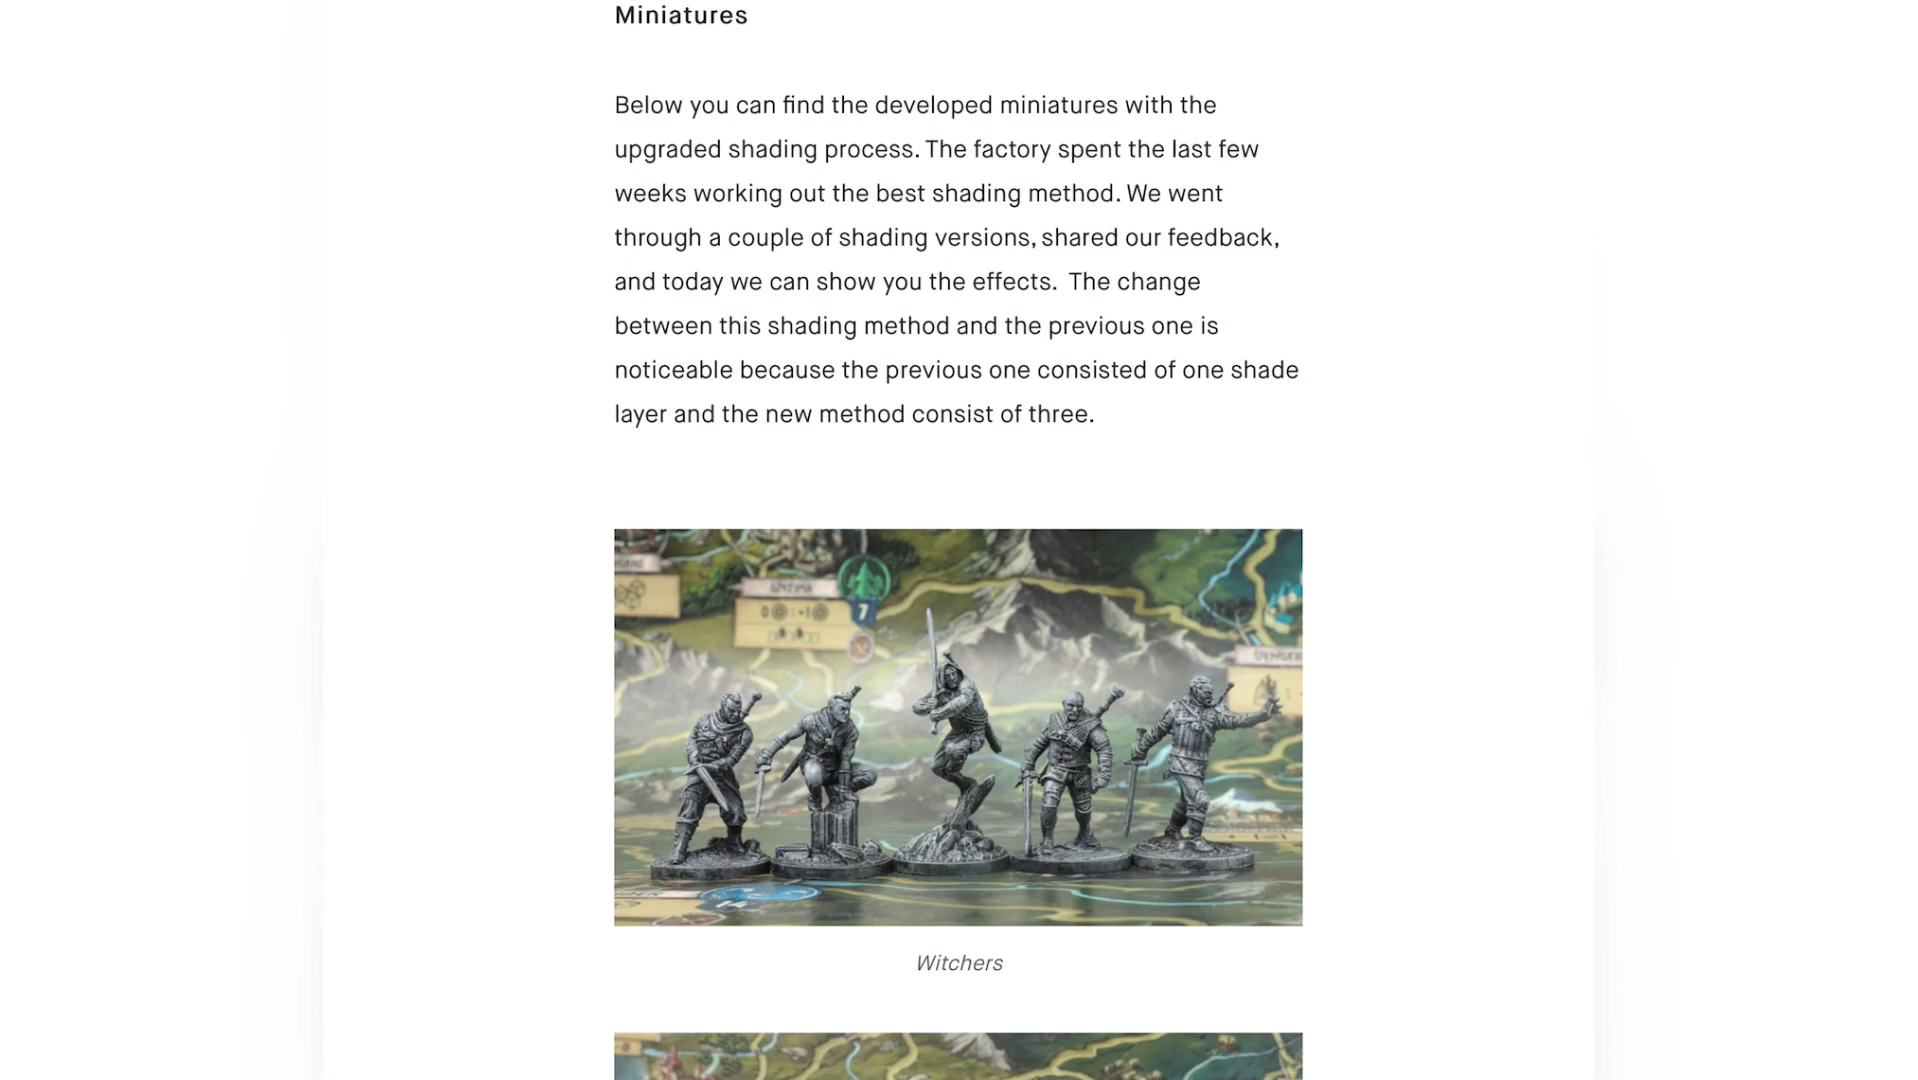 Miniatures
Below you can find the developed miniatures with the
upgraded shading process. The factory spent the last few
weeks working out the best shading method. We went
through a couple of shading versions, shared our feedback,
and today we can show you the effects.  The change
between this shading method and the previous one is
noticeable because the previous one consisted of one shade
layer and the new method consist of three.
WYZIMA
7
14
Witchers